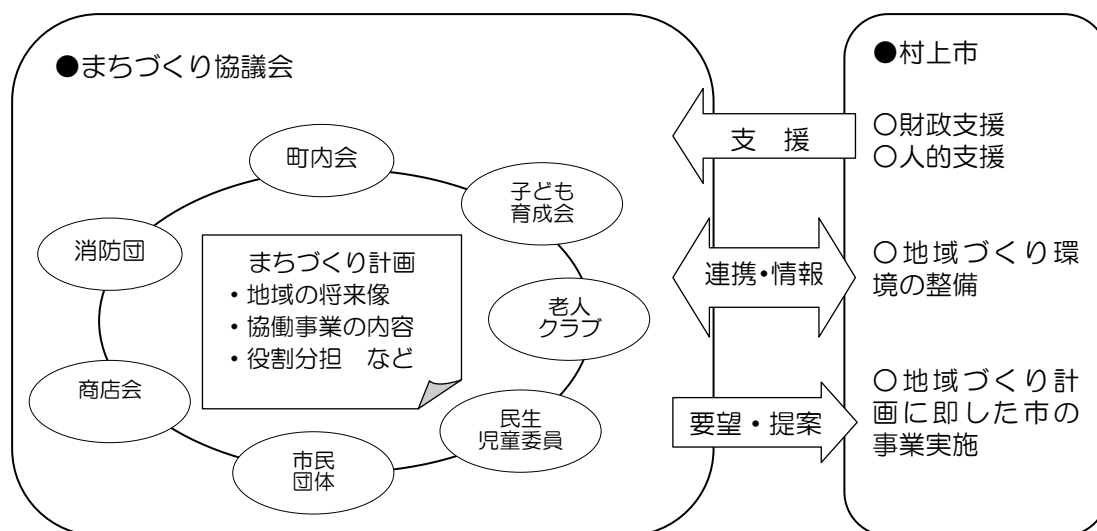 ●まちづくり協議会
町内会
子ども
育成会
消防団
まちづくり計画
・地域の将来像
・協働事業の内容
・役割分担　など
老人
クラブ
商店会
民生
児童委員
市民
団体
支　援
連携・情報
要望・提案
●村上市
○財政支援
○人的支援
○地域づくり環
境の整備
○地域づくり計
画に即した市の
事業実施